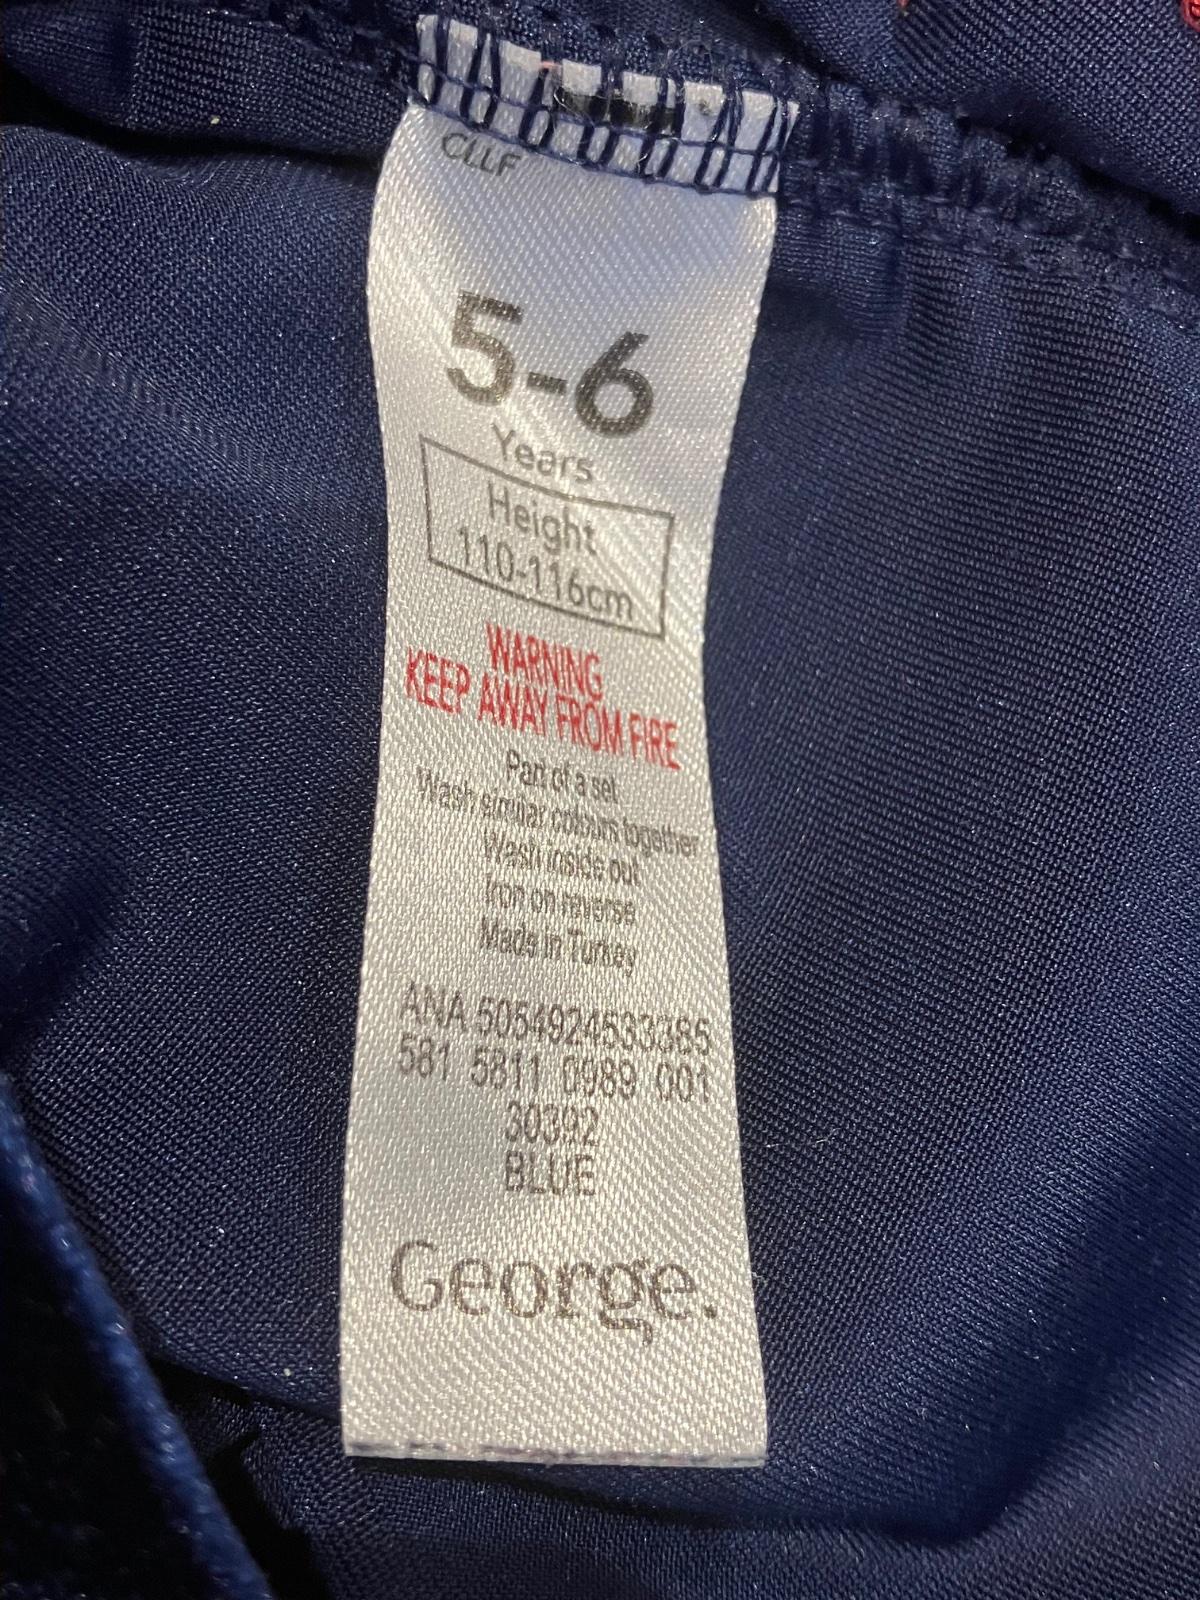 CLLF
5-6
Years
Height
110-116cm
WARNING
KEEP AWAY FROM FIRE
Part of a set
Wash similar colours together
Wash inside out
Iron on reverse
Made in Turkey
ANA 5054924533385
581 5811 0989 001
30392
BLUE
George.